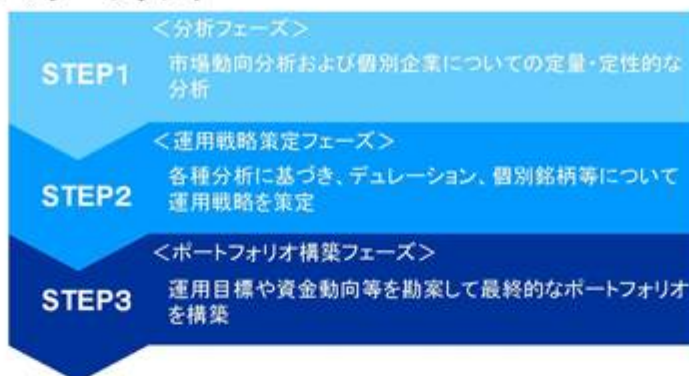 ＜分析フェーズ＞
STEP1
市場動向分析および個別企業についての定量・定性的な
分析
＜運用戦略策定フェーズ＞
STEP2
各種分析に基づき、デュレーション、個別銘柄等について
運用戦略を策定
＜ポートフォリオ構築フェーズ＞
STEP3
運用目標や資金動向等を勘案して最終的なポートフォリオ
を構築